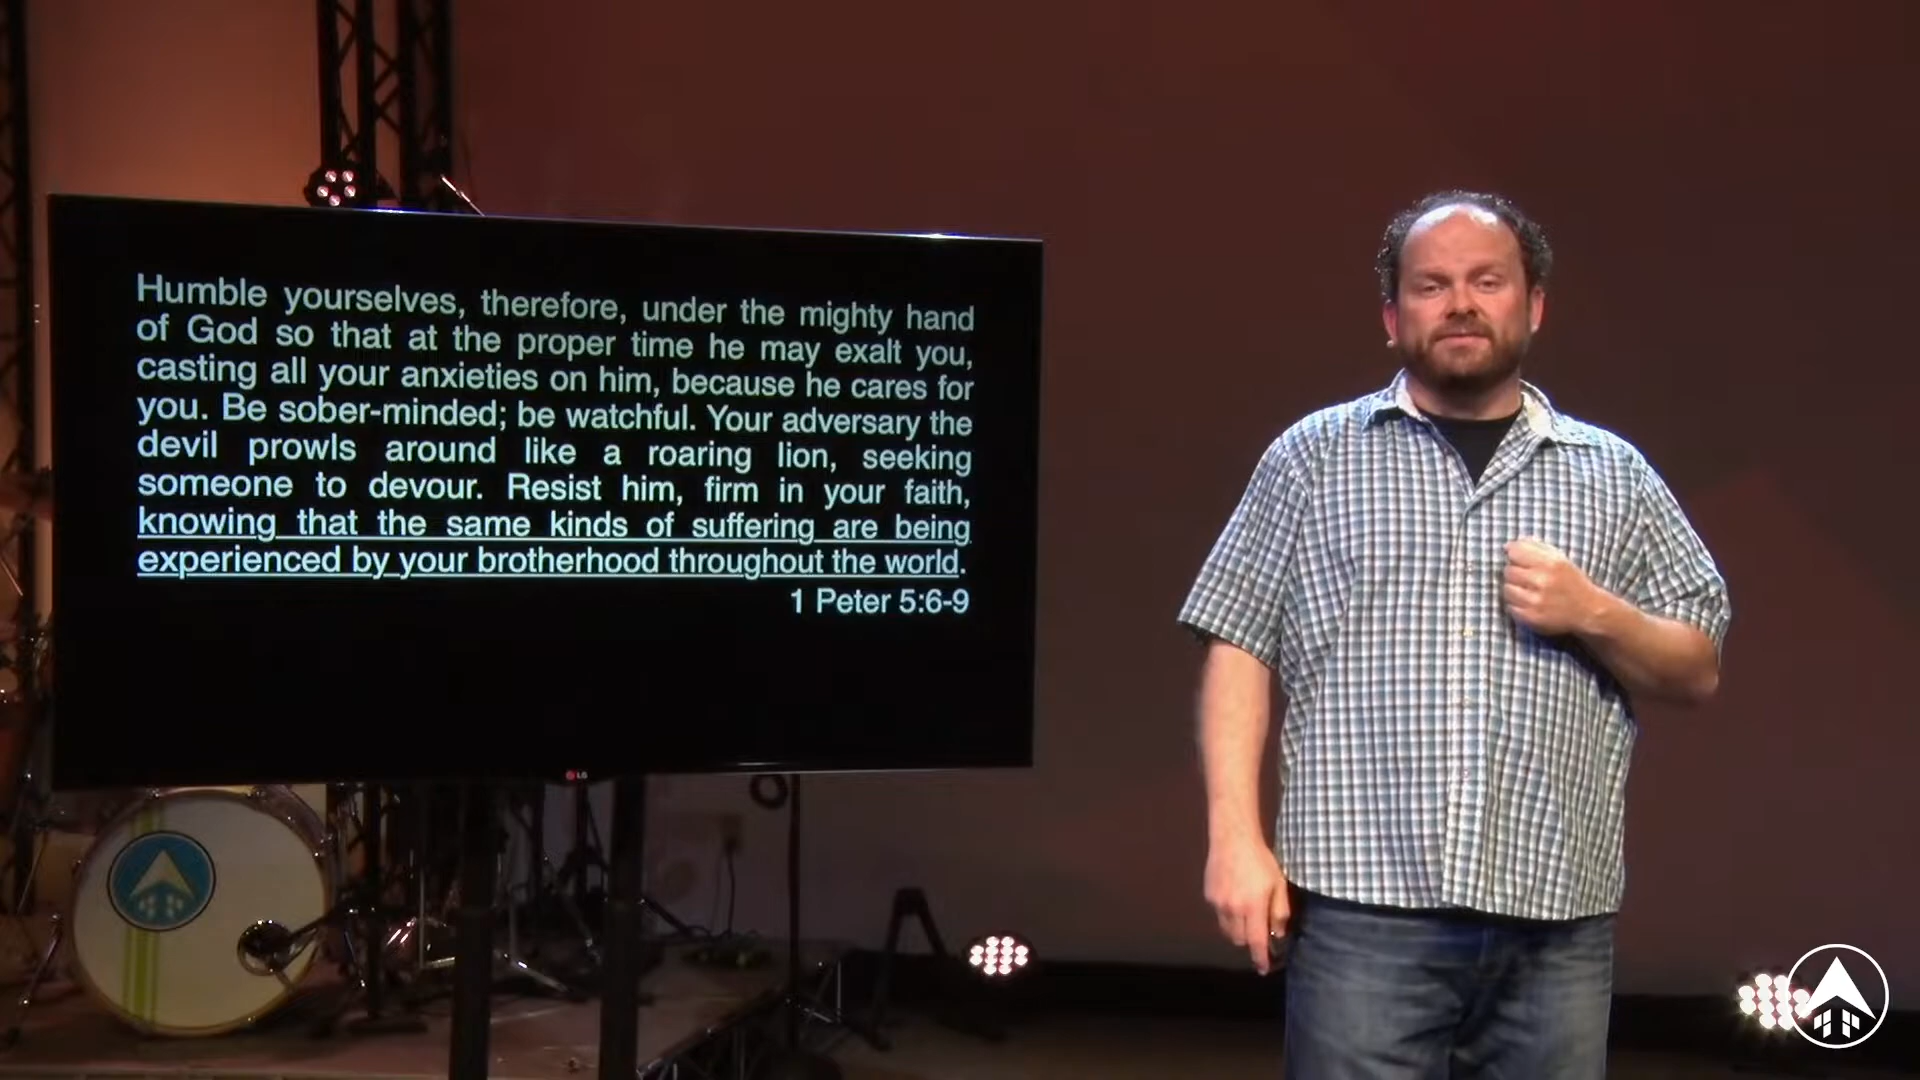 Humble yourselves, therefore, under the mighty hand
of God so that at the proper time he may exalt you,
casting all your anxieties on him, because he cares for
you. Be sober-minded; be watchful. Your adversary the
devil prowls around like a roaring lion, seeking
someone to devour. Resist him, firm in your faith,
knowing that the same kinds of suffering are being
experienced by your brotherhood throughout the world.
1 Peter 5:6-9
LG